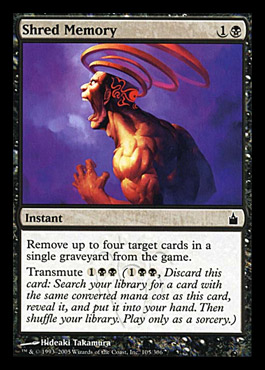 Shred Memory 1
Instant
Remove up to four target cards in a
single graveyard from the game.
Transmute 1 (1 , Discard this
card: Search your library for a card with
the same converted mana cost as this card,
reveal it, and put it into your hand. Then
shuffle your library. Play only as a sorcery.)
Hideaki Takamura
™ & © 1993–2005 Wizards of the Coast, Inc. 105/306